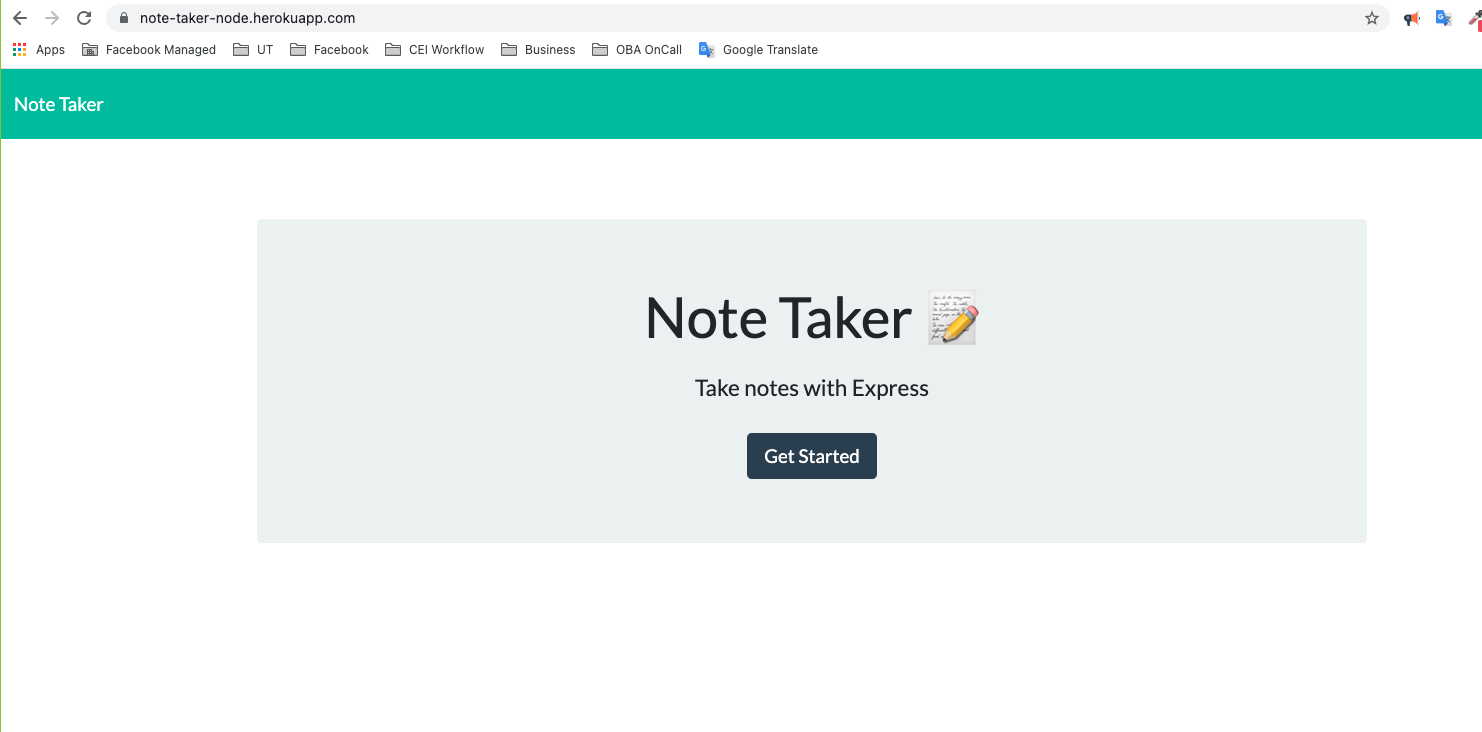 note-taker-node.herokuapp.com
Apps Facebook Managed UT Facebook CEI Workflow Business OBA OnCall Google Translate
Note Taker
Note Taker 📝
Take notes with Express
Get Started